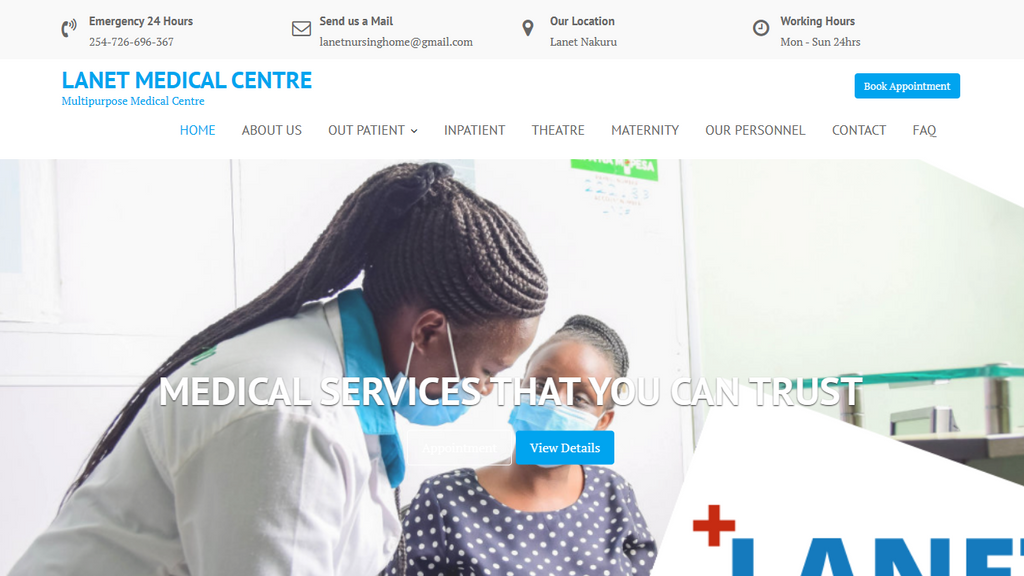 Emergency 24 Hours
254-726-696-367
Send us a Mail
lanetnursinghome@gmail.com
Our Location
Lanet Nakuru
Working Hours
Mon - Sun 24hrs
LANET MEDICAL CENTRE
Multipurpose Medical Centre
Book Appointment
HOME
ABOUT US
OUT PATIENT
INPATIENT
THEATRE
MATERNITY
OUR PERSONNEL
CONTACT
FAQ
MEDICAL SERVICES THAT YOU CAN TRUST
Appointment
View Details